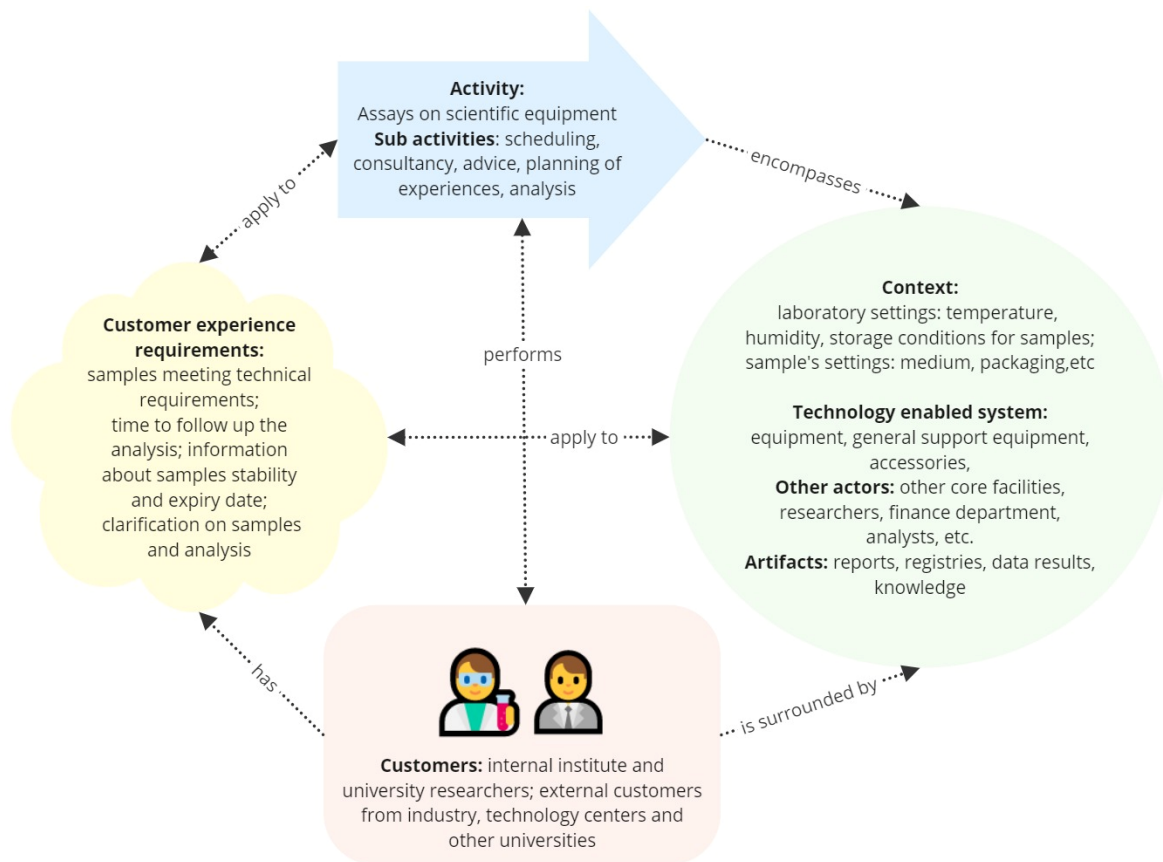 Activity:
Assays on scientific equipment
Sub activities: scheduling,
consultancy, advice, planning of
experiences, analysis
encompasses
apply to
Context:
laboratory settings: temperature,
humidity, storage conditions for samples;
sample's settings: medium, packaging,etc
Technology enabled system:
equipment, general support equipment,
accessories,
Other actors: other core facilities,
researchers, finance department,
analysts, etc.
Artifacts: reports, registries, data results,
knowledge
Customer experience
requirements:
samples meeting technical
requirements;
time to follow up the
analysis; information
about samples stability
and expiry date;
clarification on samples
and analysis
performs
apply to
has
is surrounded by
Customers: internal institute and
university researchers; external customers
from industry, technology centers and
other universities